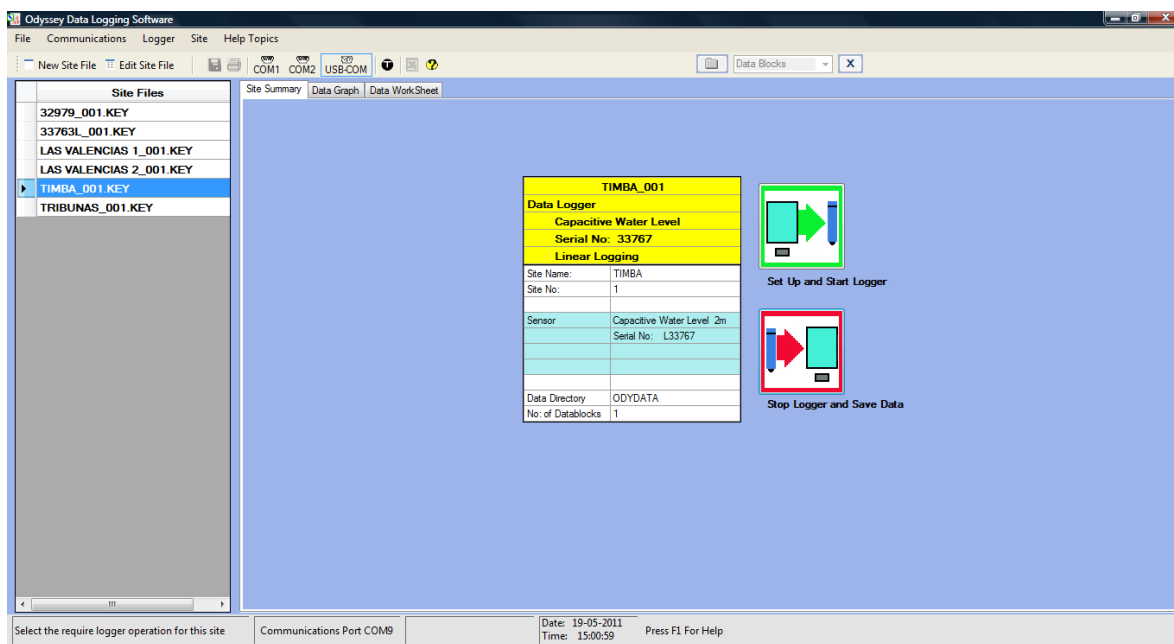 Odyssey Data Logging Software
File Communications Logger Site Help Topics
New Site File Edit Site File COM1 COM2 USB-COM T ? Data Blocks X
Site Files
32979_001.KEY
33763L_001.KEY
LAS VALENCIAS 1_001.KEY
LAS VALENCIAS 2_001.KEY
TIMBA_001.KEY
TRIBUNAS_001.KEY
Site Summary Data Graph Data WorkSheet
TIMBA_001
Data Logger
Capacitive Water Level
Serial No: 33767
Linear Logging
Site Name: TIMBA
Site No: 1
Sensor Capacitive Water Level 2m
Serial No: L33767
Data Directory ODYDATA
No: of Datablocks 1
Set Up and Start Logger
Stop Logger and Save Data
Select the require logger operation for this site Communications Port COM9 Date: 19-05-2011
Time: 15:00:59 Press F1 For Help